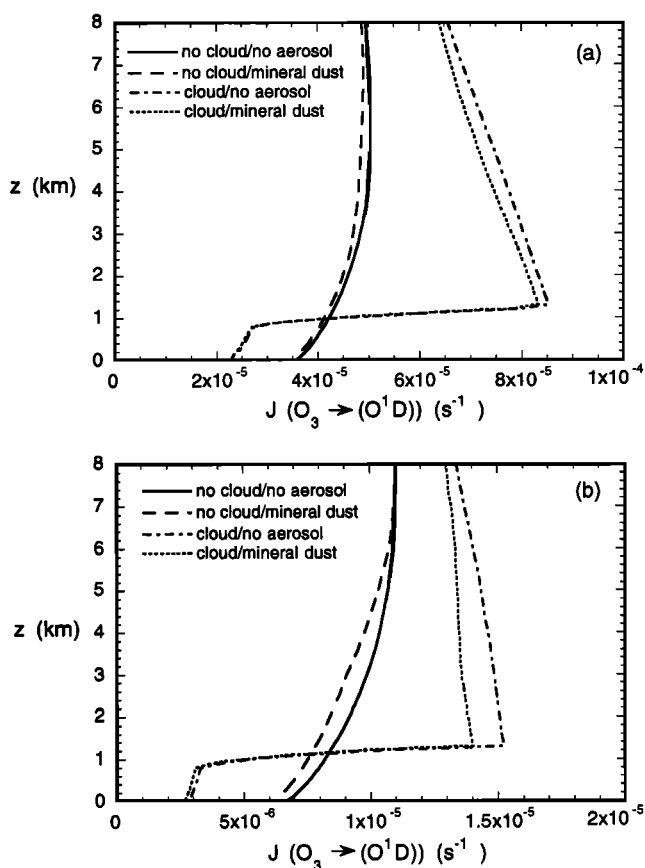 8
7
6
5
4
3
2
1
0
z (km)
no cloud/no aerosol
no cloud/mineral dust
cloud/no aerosol
cloud/mineral dust
(a)
0 2x10⁻⁵ 4x10⁻⁵ 6x10⁻⁵ 8x10⁻⁵ 1x10⁻⁴
J (O₃ → (O¹D)) (s⁻¹ )
8
7
6
5
4
3
2
1
0
z (km)
no cloud/no aerosol
no cloud/mineral dust
cloud/no aerosol
cloud/mineral dust
(b)
0 5x10⁻⁶ 1x10⁻⁵ 1.5x10⁻⁵ 2x10⁻⁵
J (O₃ → (O¹D)) (s⁻¹ )